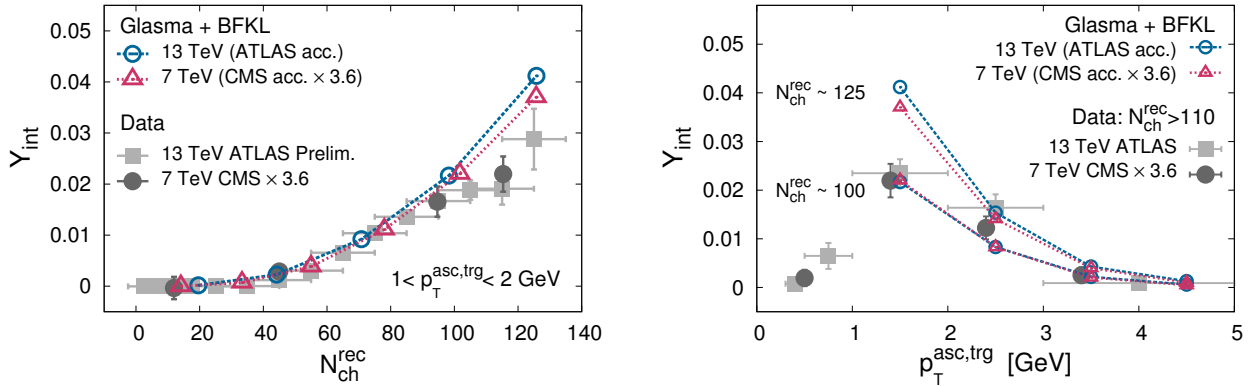 Glasma + BFKL
13 TeV (ATLAS acc.)
7 TeV (CMS acc. × 3.6)
Data
13 TeV ATLAS Prelim.
7 TeV CMS × 3.6
1< p_T^asc,trg < 2 GeV
Y_int
0.05
0.04
0.03
0.02
0.01
0
0 20 40 60 80 100 120 140
N_ch^rec
Glasma + BFKL
13 TeV (ATLAS acc.)
7 TeV (CMS acc. × 3.6)
N_ch^rec ~ 125
Data: N_ch^rec>110
13 TeV ATLAS
7 TeV CMS × 3.6
N_ch^rec ~ 100
Y_int
0.05
0.04
0.03
0.02
0.01
0
0 1 2 3 4 5
p_T^asc,trg [GeV]